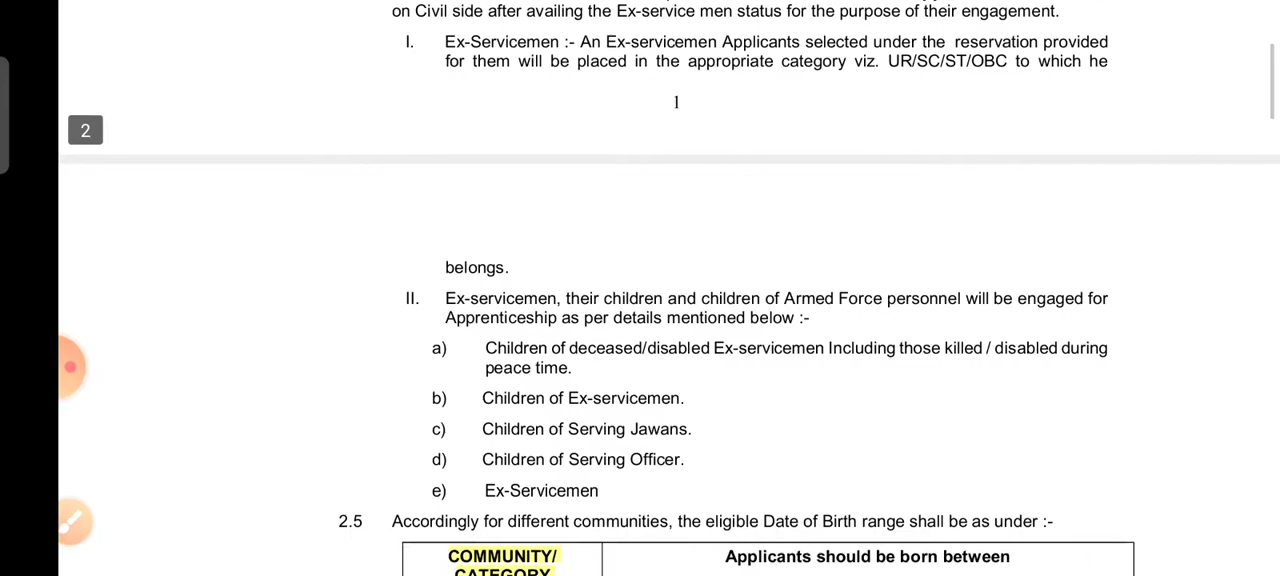 on Civil side after availing the Ex-service men status for the purpose of their engagement.
I. Ex-Servicemen :- An Ex-servicemen Applicants selected under the reservation provided
for them will be placed in the appropriate category viz. UR/SC/ST/OBC to which he
1
2
belongs.
II. Ex-servicemen, their children and children of Armed Force personnel will be engaged for
Apprenticeship as per details mentioned below :-
a) Children of deceased/disabled Ex-servicemen Including those killed / disabled during
peace time.
b) Children of Ex-servicemen.
c) Children of Serving Jawans.
d) Children of Serving Officer.
e) Ex-Servicemen
2.5 Accordingly for different communities, the eligible Date of Birth range shall be as under :-
COMMUNITY/ Applicants should be born between
CATEGORY